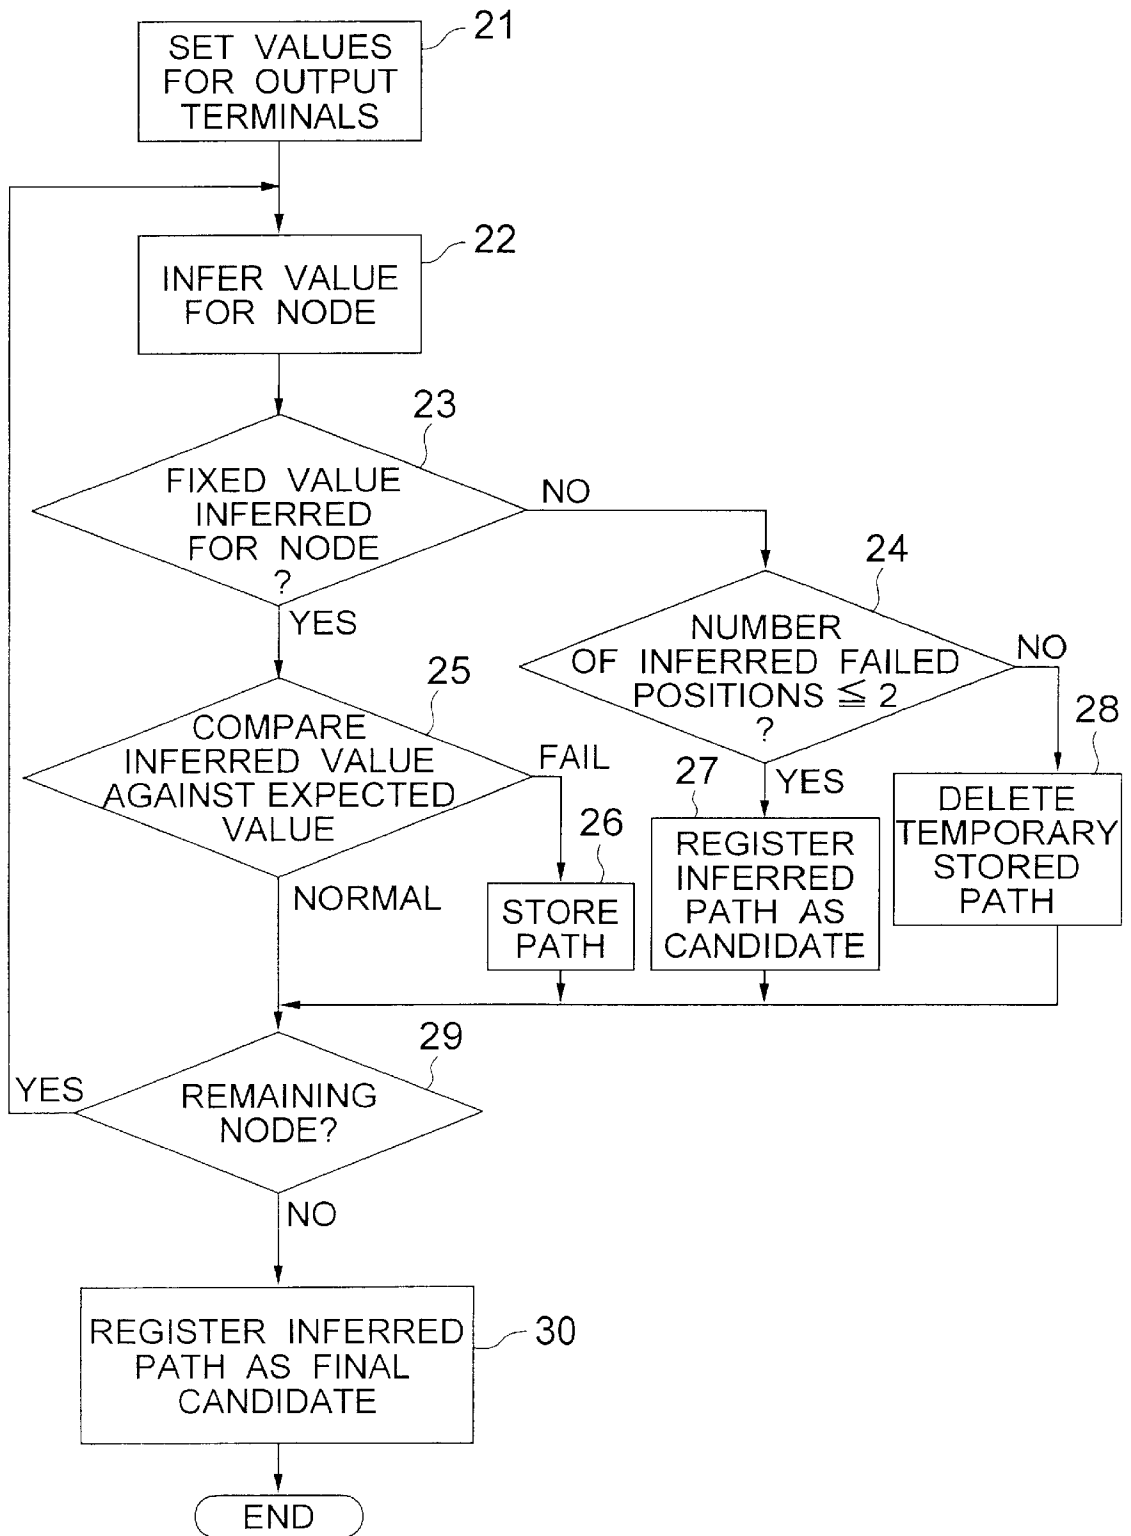 21
SET VALUES
FOR OUTPUT
TERMINALS
22
INFER VALUE
FOR NODE
23
FIXED VALUE
INFERRED
FOR NODE
?
NO
YES
24
NUMBER
OF INFERRED FAILED
POSITIONS ≦ 2
?
NO
YES
25
COMPARE
INFERRED VALUE
AGAINST EXPECTED
VALUE
FAIL
NORMAL
26
STORE
PATH
27
REGISTER
INFERRED
PATH AS
CANDIDATE
28
DELETE
TEMPORARY
STORED
PATH
29
REMAINING
NODE?
YES
NO
30
REGISTER INFERRED
PATH AS FINAL
CANDIDATE
END